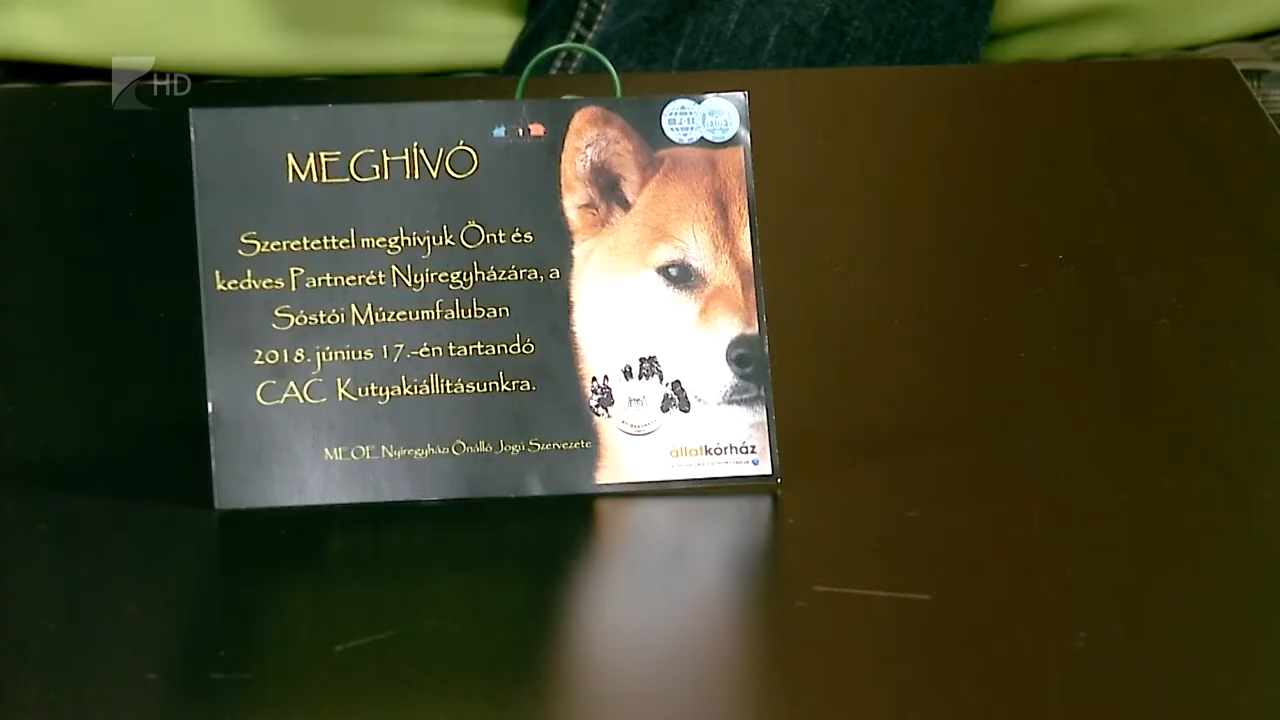 HD
MEGHÍVÓ
Szeretettel meghívjuk Önt és
kedves Partnerét Nyíregyházára, a
Sóstói Múzeumfaluban
2018. június 17.-én tartandó
CAC Kutyakiállításunkra.
MEOE Nyíregyházi Önálló Jogú Szervezete
állatkórház